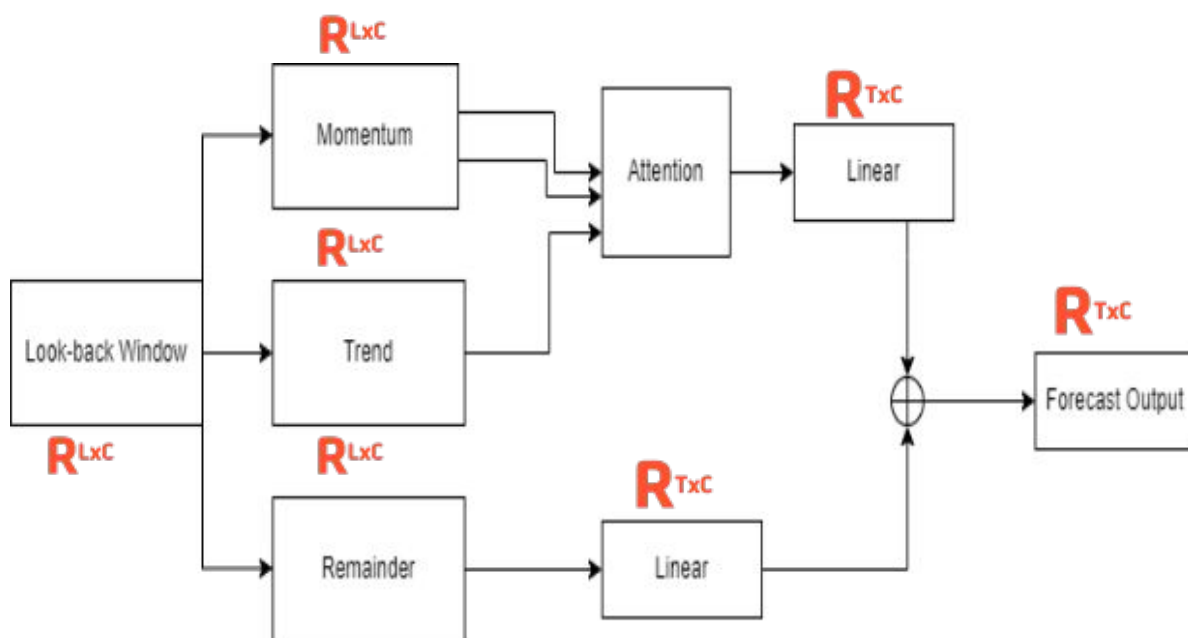 R LxC
Momentum
Attention
R TxC
Linear
R LxC
Trend
Look-back Window
R LxC
R TxC
Forecast Output
R LxC
Remainder
R TxC
Linear